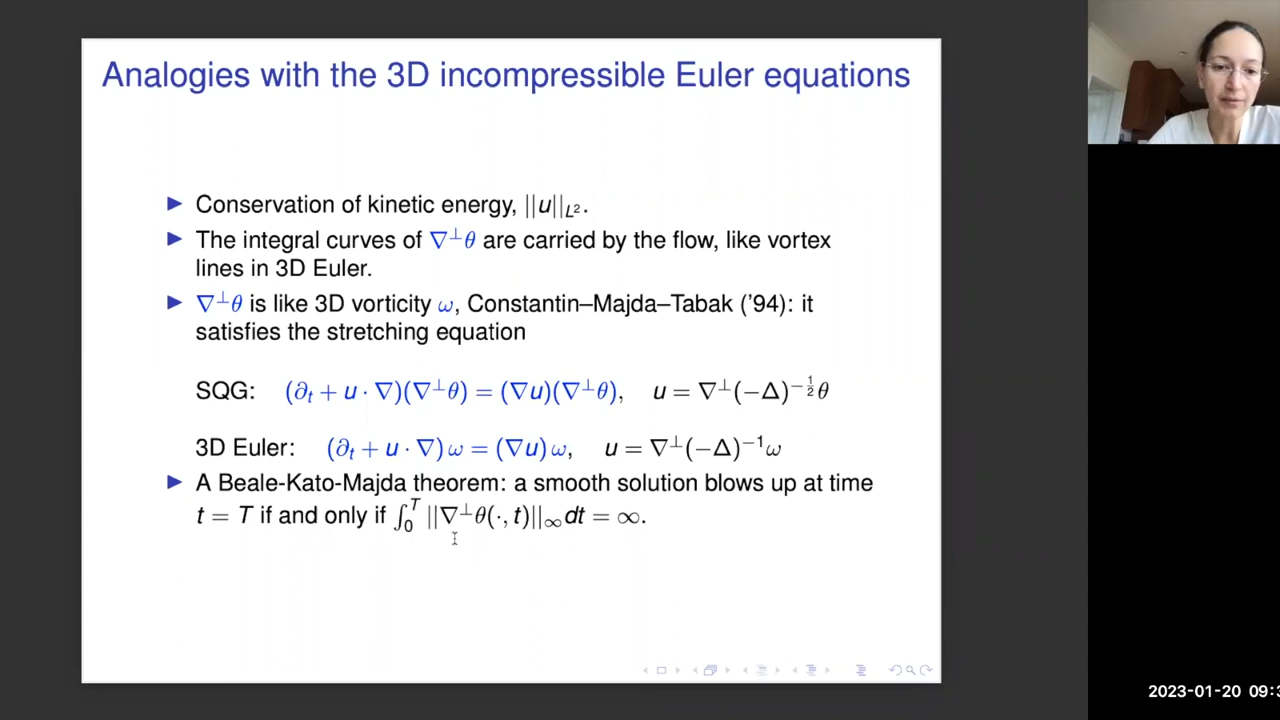 Analogies with the 3D incompressible Euler equations
▶ Conservation of kinetic energy, ||u||_{L²}.
▶ The integral curves of ∇⊥θ are carried by the flow, like vortex
lines in 3D Euler.
▶ ∇⊥θ is like 3D vorticity ω, Constantin–Majda–Tabak ('94): it
satisfies the stretching equation
SQG: (∂_t + u · ∇)(∇⊥θ) = (∇u)(∇⊥θ), u = ∇⊥(−Δ)^{−1/2}θ
3D Euler: (∂_t + u · ∇) ω = (∇u) ω, u = ∇⊥(−Δ)^{−1}ω
▶ A Beale-Kato-Majda theorem: a smooth solution blows up at time
t = T if and only if ∫_0^T ||∇⊥θ(·, t)||_∞ dt = ∞.
2023-01-20 09:3